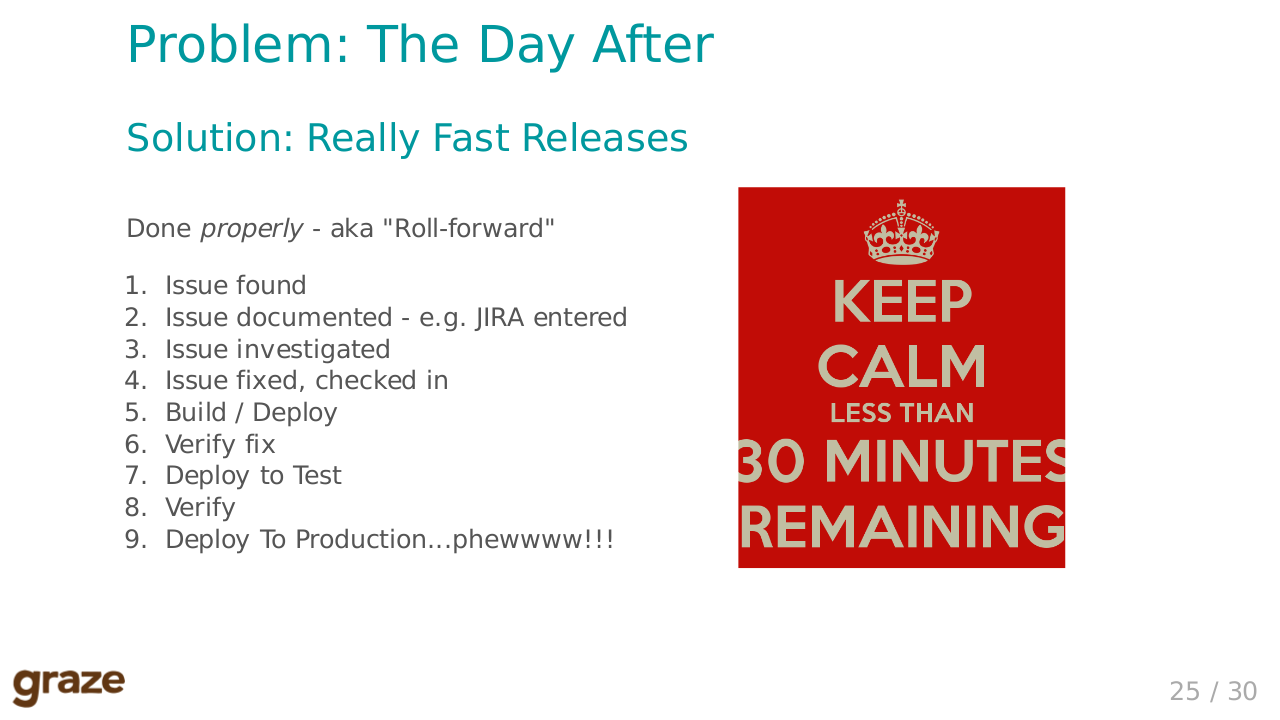 Problem: The Day After
Solution: Really Fast Releases
Done properly - aka "Roll-forward"
1. Issue found
2. Issue documented - e.g. JIRA entered
3. Issue investigated
4. Issue fixed, checked in
5. Build / Deploy
6. Verify fix
7. Deploy to Test
8. Verify
9. Deploy To Production...phewwww!!!
KEEP
CALM
LESS THAN
30 MINUTES
REMAINING
graze
25 / 30